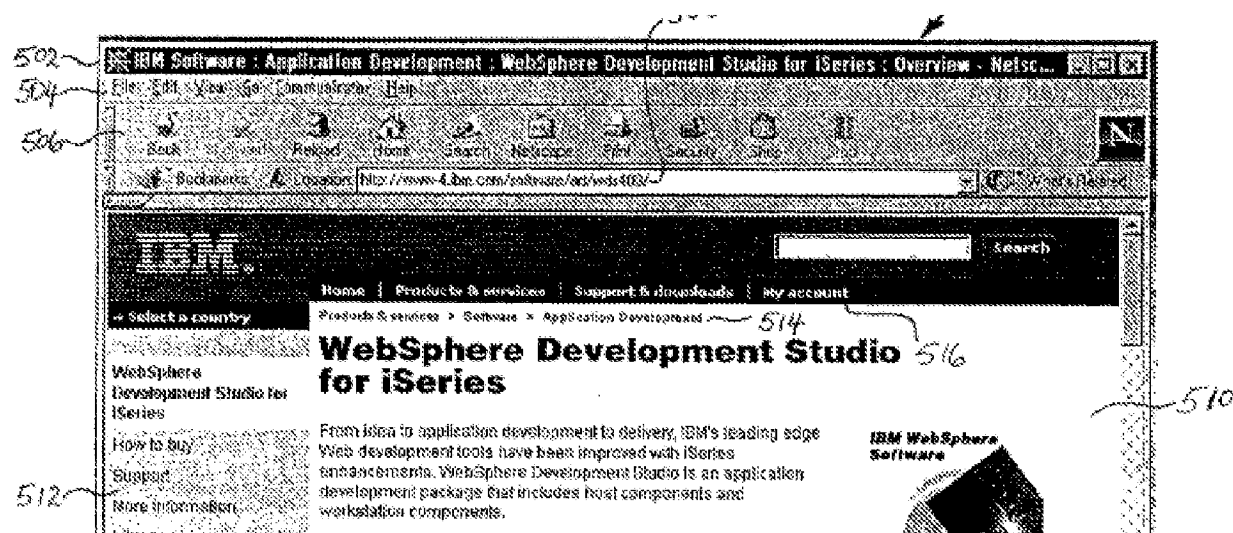 502 IBM Software : Application Development : WebSphere Development Studio for iSeries : Overview - Netsc...
504 File Edit View Go Communicator Help
506 Back Reload Home Search Netscape Print Security Shop
Bookmarks Location: http://www-4.ibm.com/software/ad/wds400/ What's Related
N
IBM Search
Home | Products & services | Support & downloads | My account
Select a country
Products & services > Software > Application Development 514
516
WebSphere Development Studio
for iSeries
WebSphere
Development Studio for
iSeries
How to buy
Support
512
More information
From idea to application development to delivery, IBM's leading edge
Web development tools have been improved with iSeries
enhancements. WebSphere Development Studio is an application
development package that includes host components and
workstation components.
IBM WebSphere
Software
510